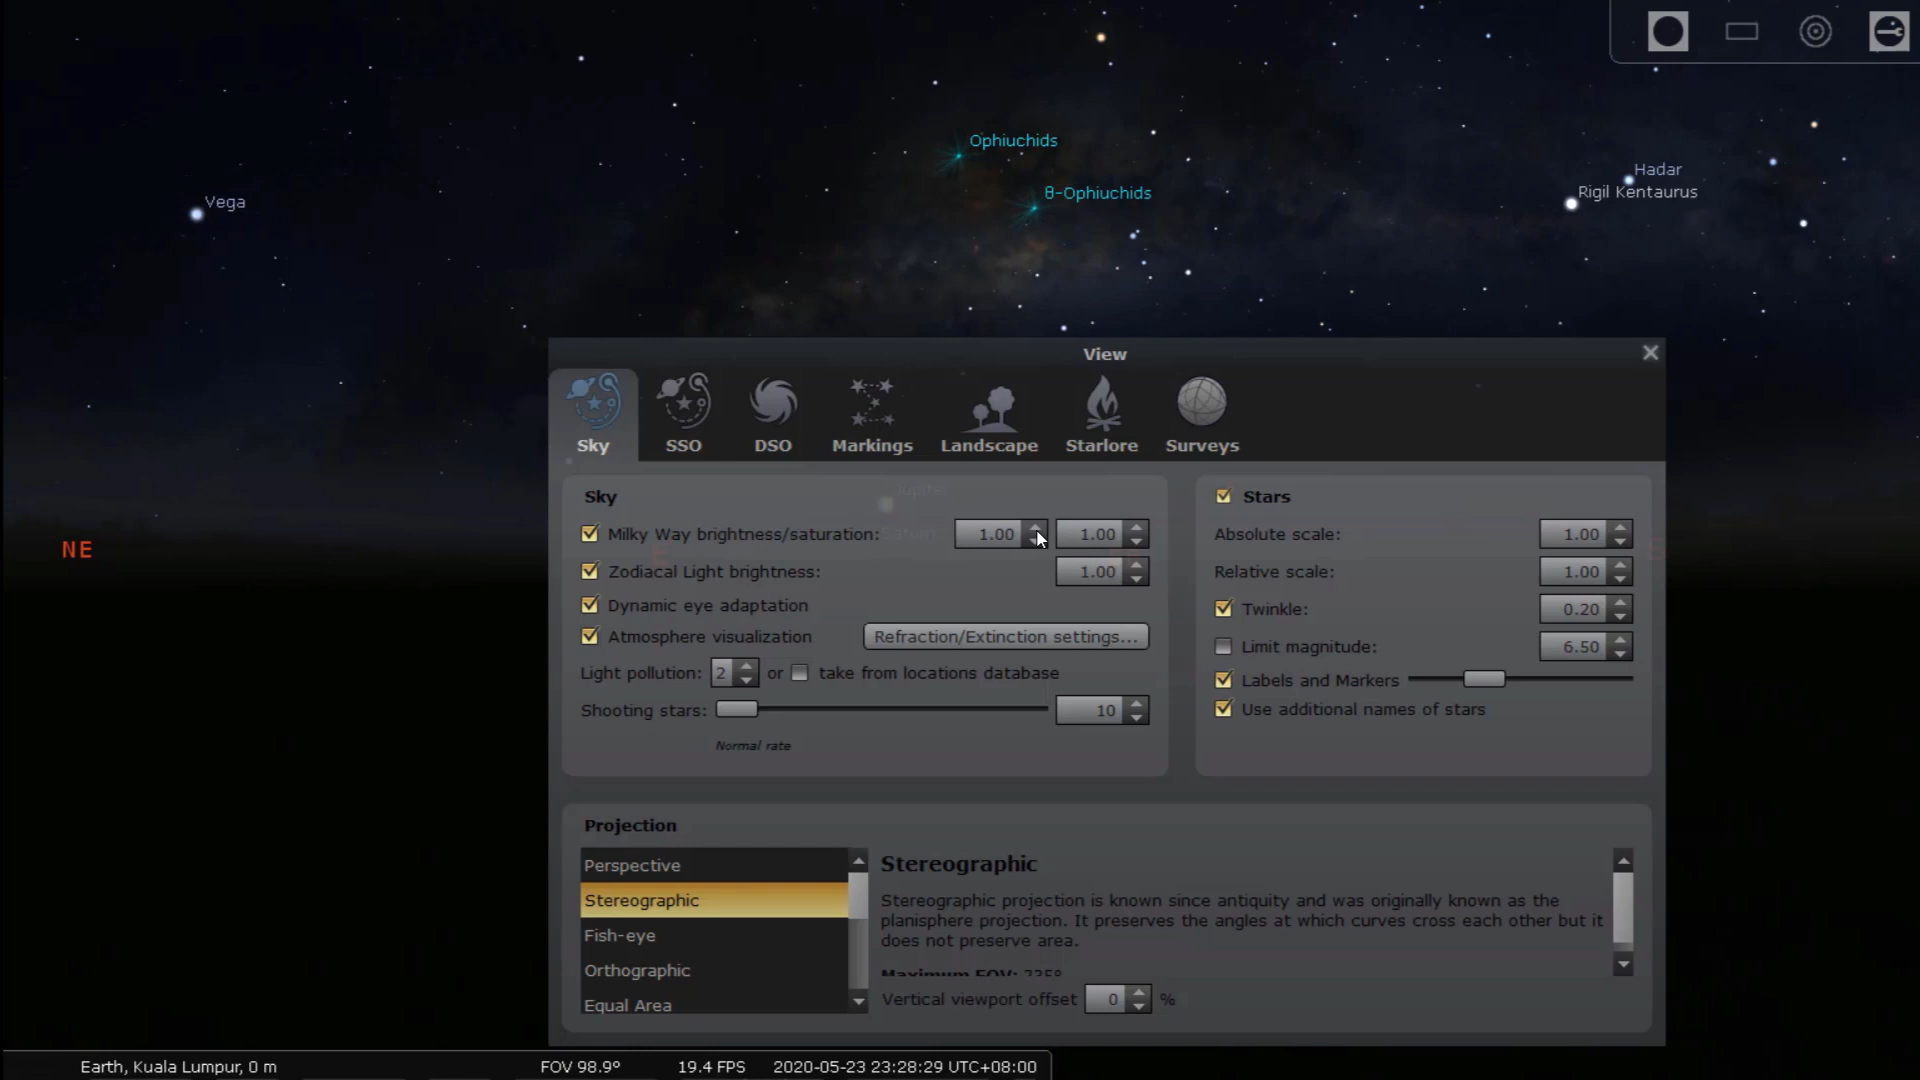 Ophiuchids
θ-Ophiuchids
Hadar
Rigil Kentaurus
Vega
View
Sky
SSO
DSO
Markings
Landscape
Starlore
Surveys
Jupiter
Saturn
NE
E
Sky
Milky Way brightness/saturation: 1.00 1.00
Zodiacal Light brightness: 1.00
Dynamic eye adaptation
Atmosphere visualization Refraction/Extinction settings...
Light pollution: 2 or take from locations database
Shooting stars: 10
Normal rate
Stars
Absolute scale: 1.00
Relative scale: 1.00
Twinkle: 0.20
Limit magnitude: 6.50
Labels and Markers
Use additional names of stars
Projection
Perspective
Stereographic
Fish-eye
Orthographic
Equal Area
Stereographic
Stereographic projection is known since antiquity and was originally known as the
planisphere projection. It preserves the angles at which curves cross each other but it
does not preserve area.
Maximum FOV: 235°
Vertical viewport offset 0 %
Earth, Kuala Lumpur, 0 m FOV 98.9° 19.4 FPS 2020-05-23 23:28:29 UTC+08:00